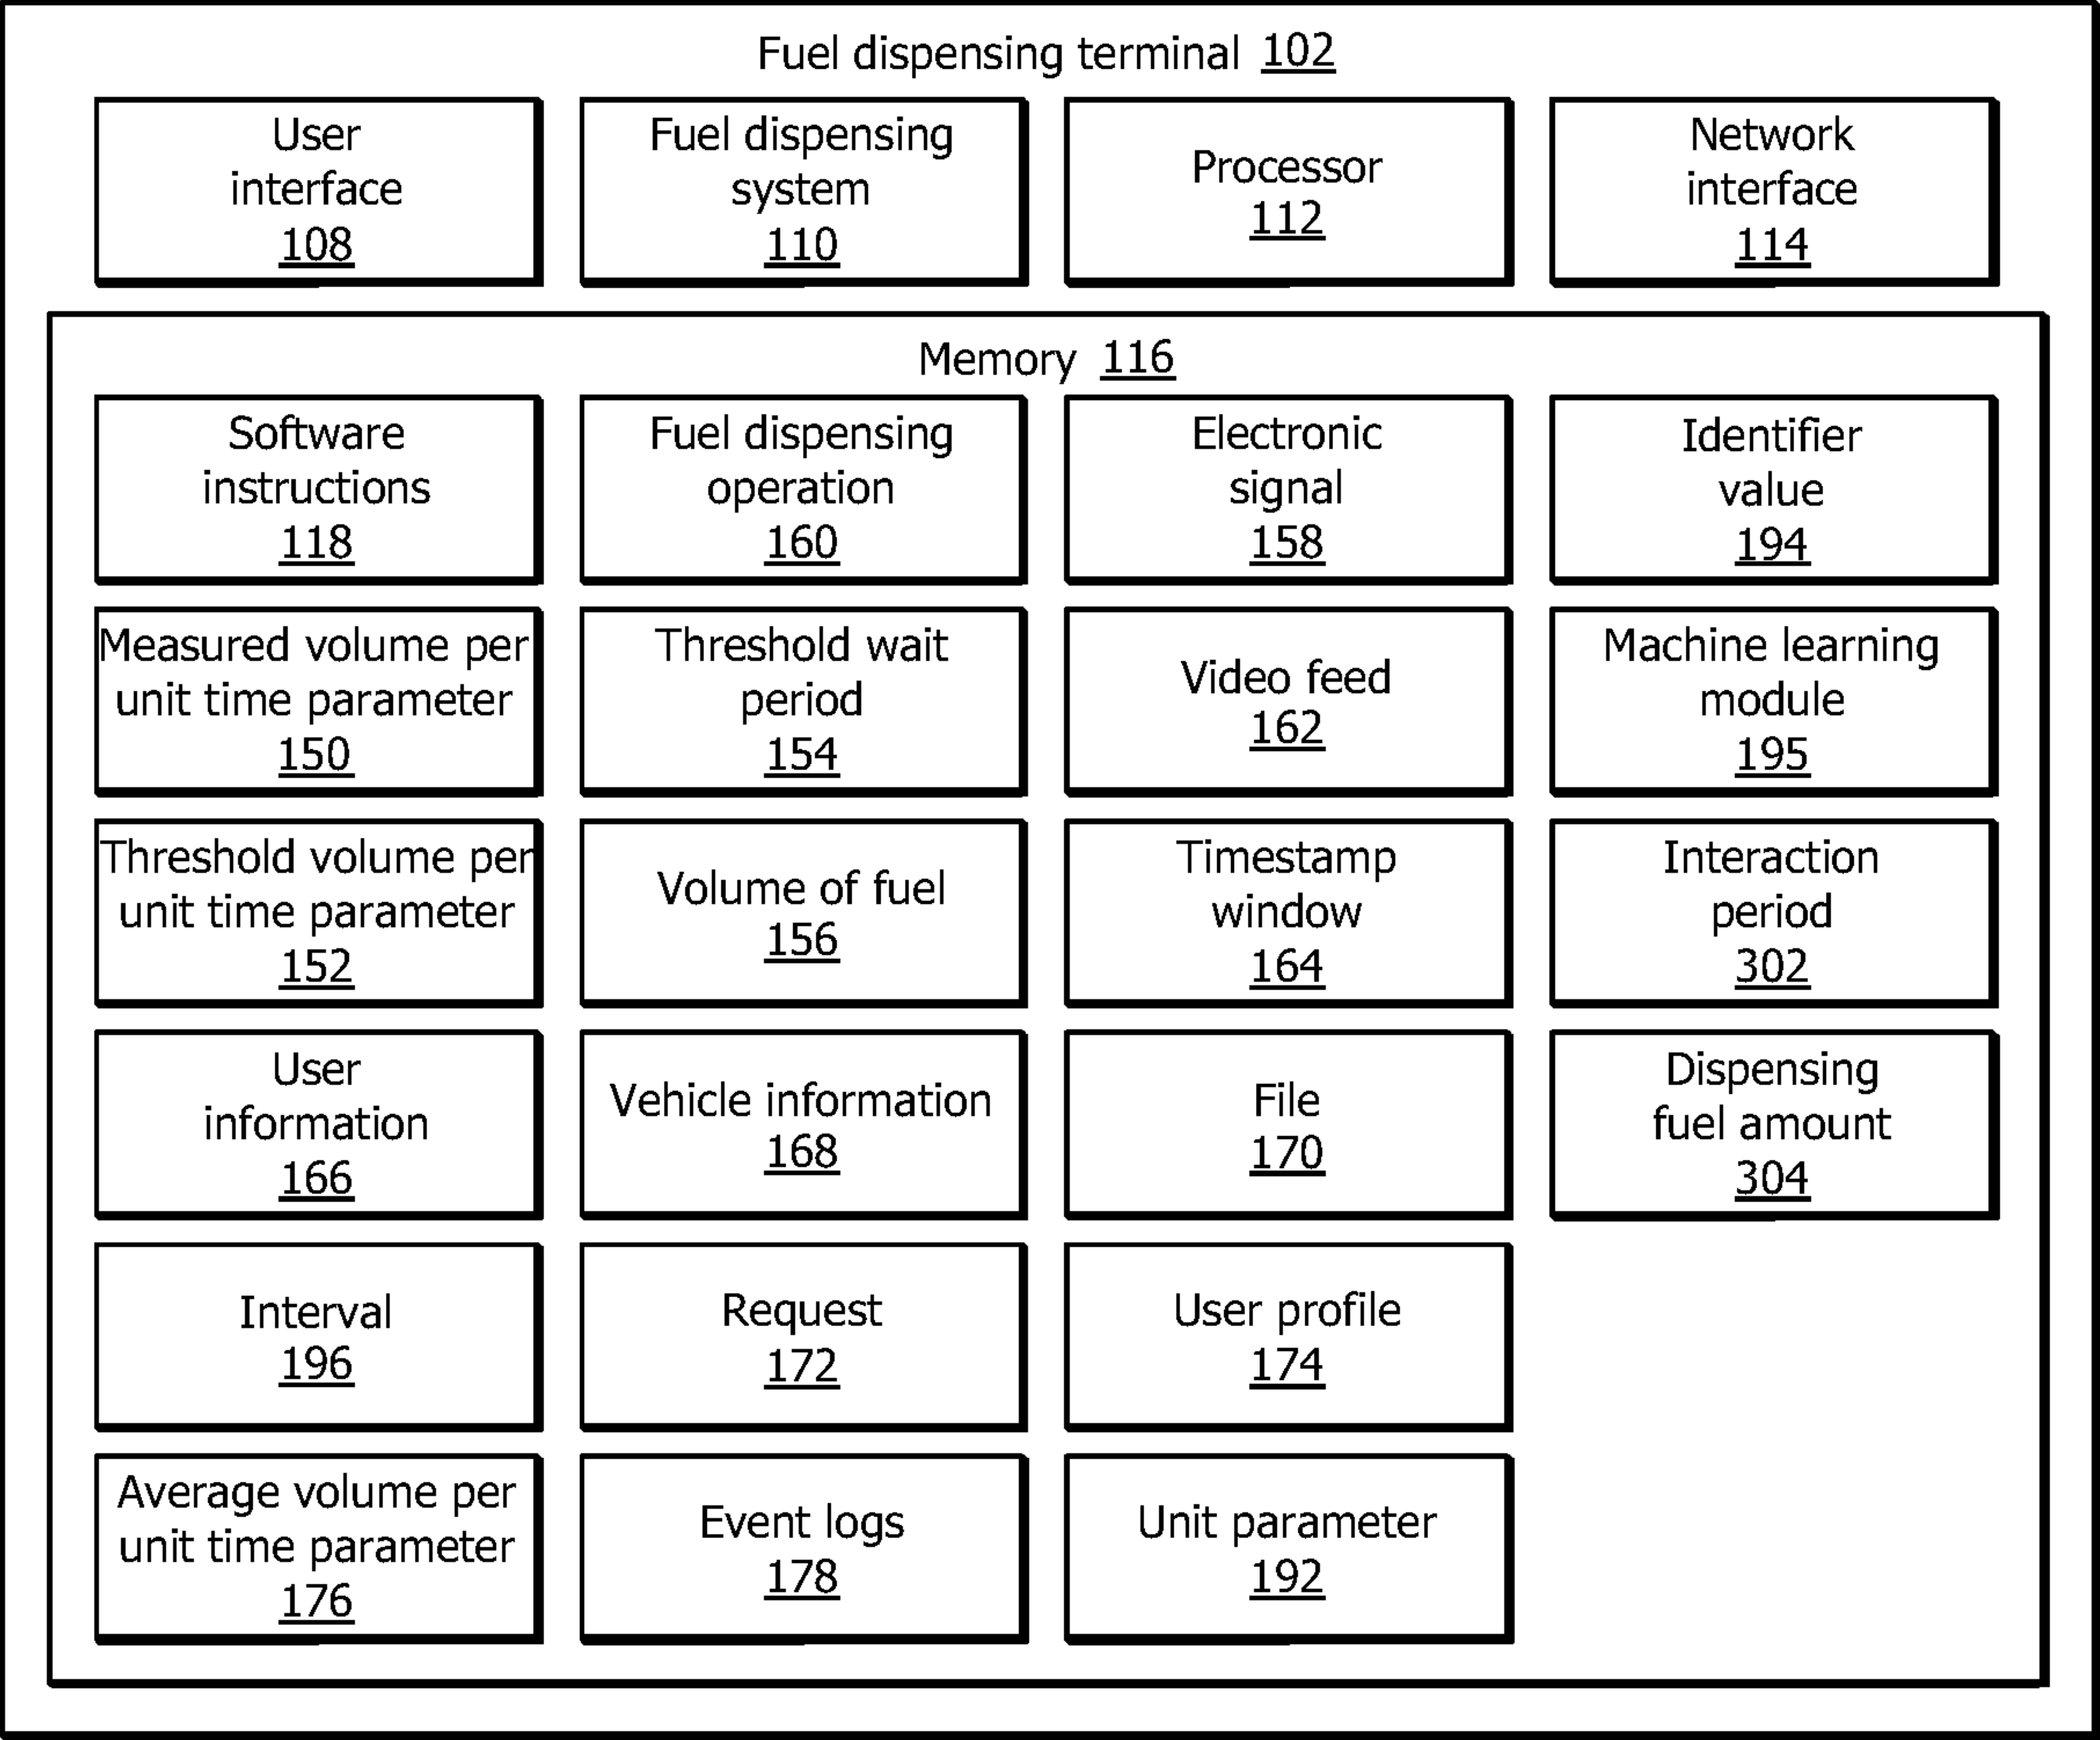 Fuel dispensing terminal 102
User
interface
108
Fuel dispensing
system
110
Processor
112
Network
interface
114
Memory 116
Software
instructions
118
Fuel dispensing
operation
160
Electronic
signal
158
Identifier
value
194
Measured volume per
unit time parameter
150
Threshold wait
period
154
Video feed
162
Machine learning
module
195
Threshold volume per
unit time parameter
152
Volume of fuel
156
Timestamp
window
164
Interaction
period
302
User
information
166
Vehicle information
168
File
170
Dispensing
fuel amount
304
Interval
196
Request
172
User profile
174
Average volume per
unit time parameter
176
Event logs
178
Unit parameter
192